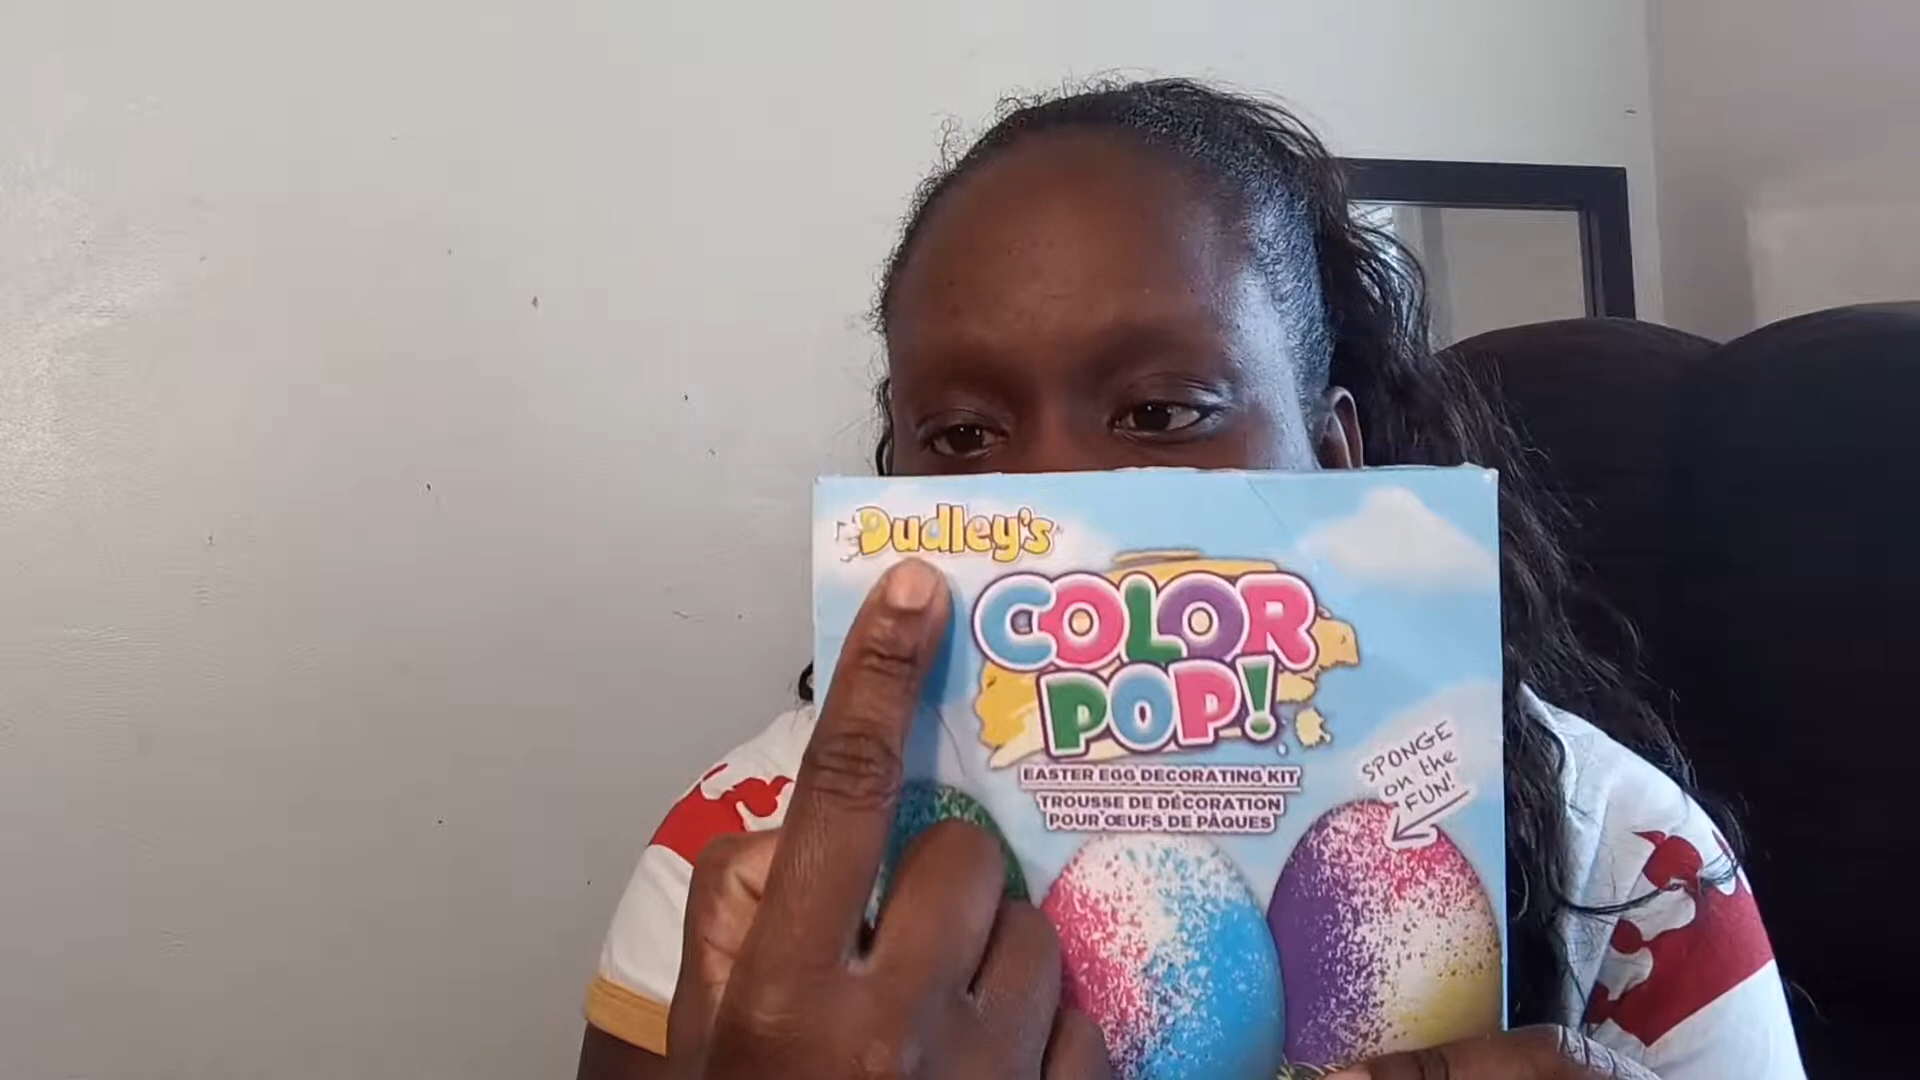 Dudley's
COLOR
POP!
EASTER EGG DECORATING KIT
TROUSSE DE DÉCORATION
POUR ŒUFS DE PÂQUES
SPONGE
on the
FUN!